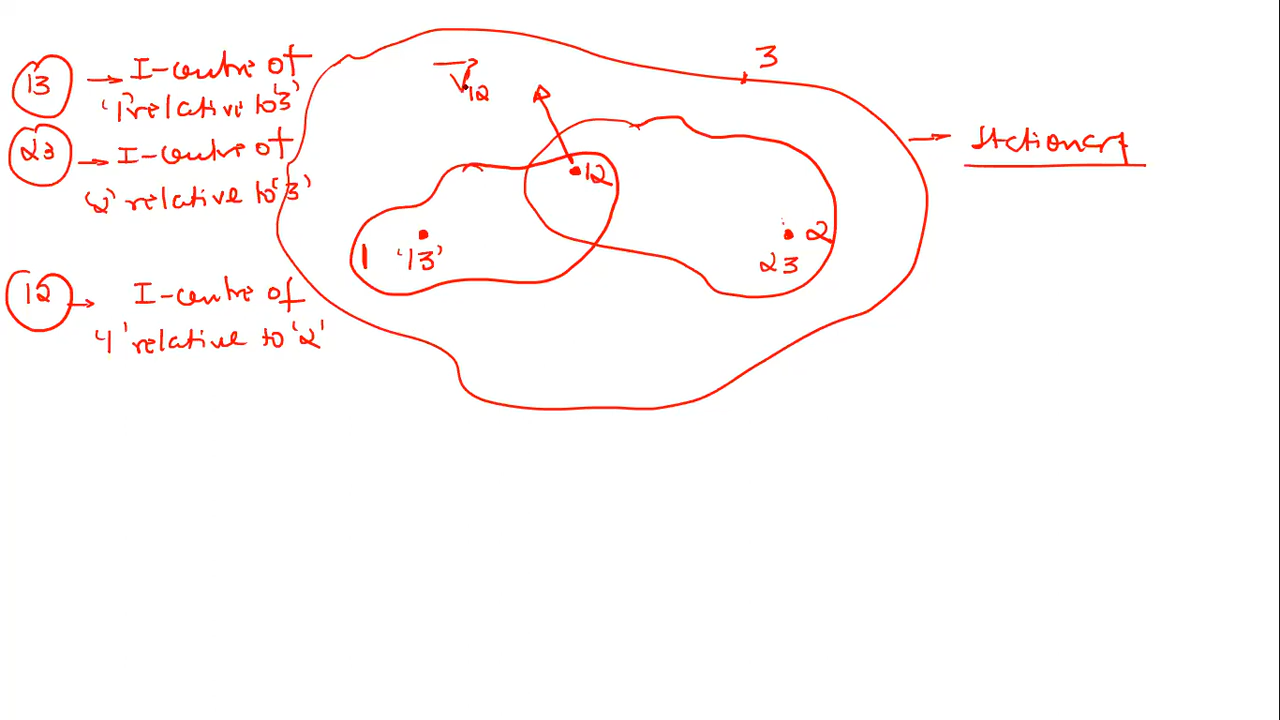 13 → I-centre of
'1' relative to '3'
23 → I-centre of
'2' relative to '3'
12 → I-centre of
'1' relative to '2'
V12
3
Stationary
12
1
'13'
2
23